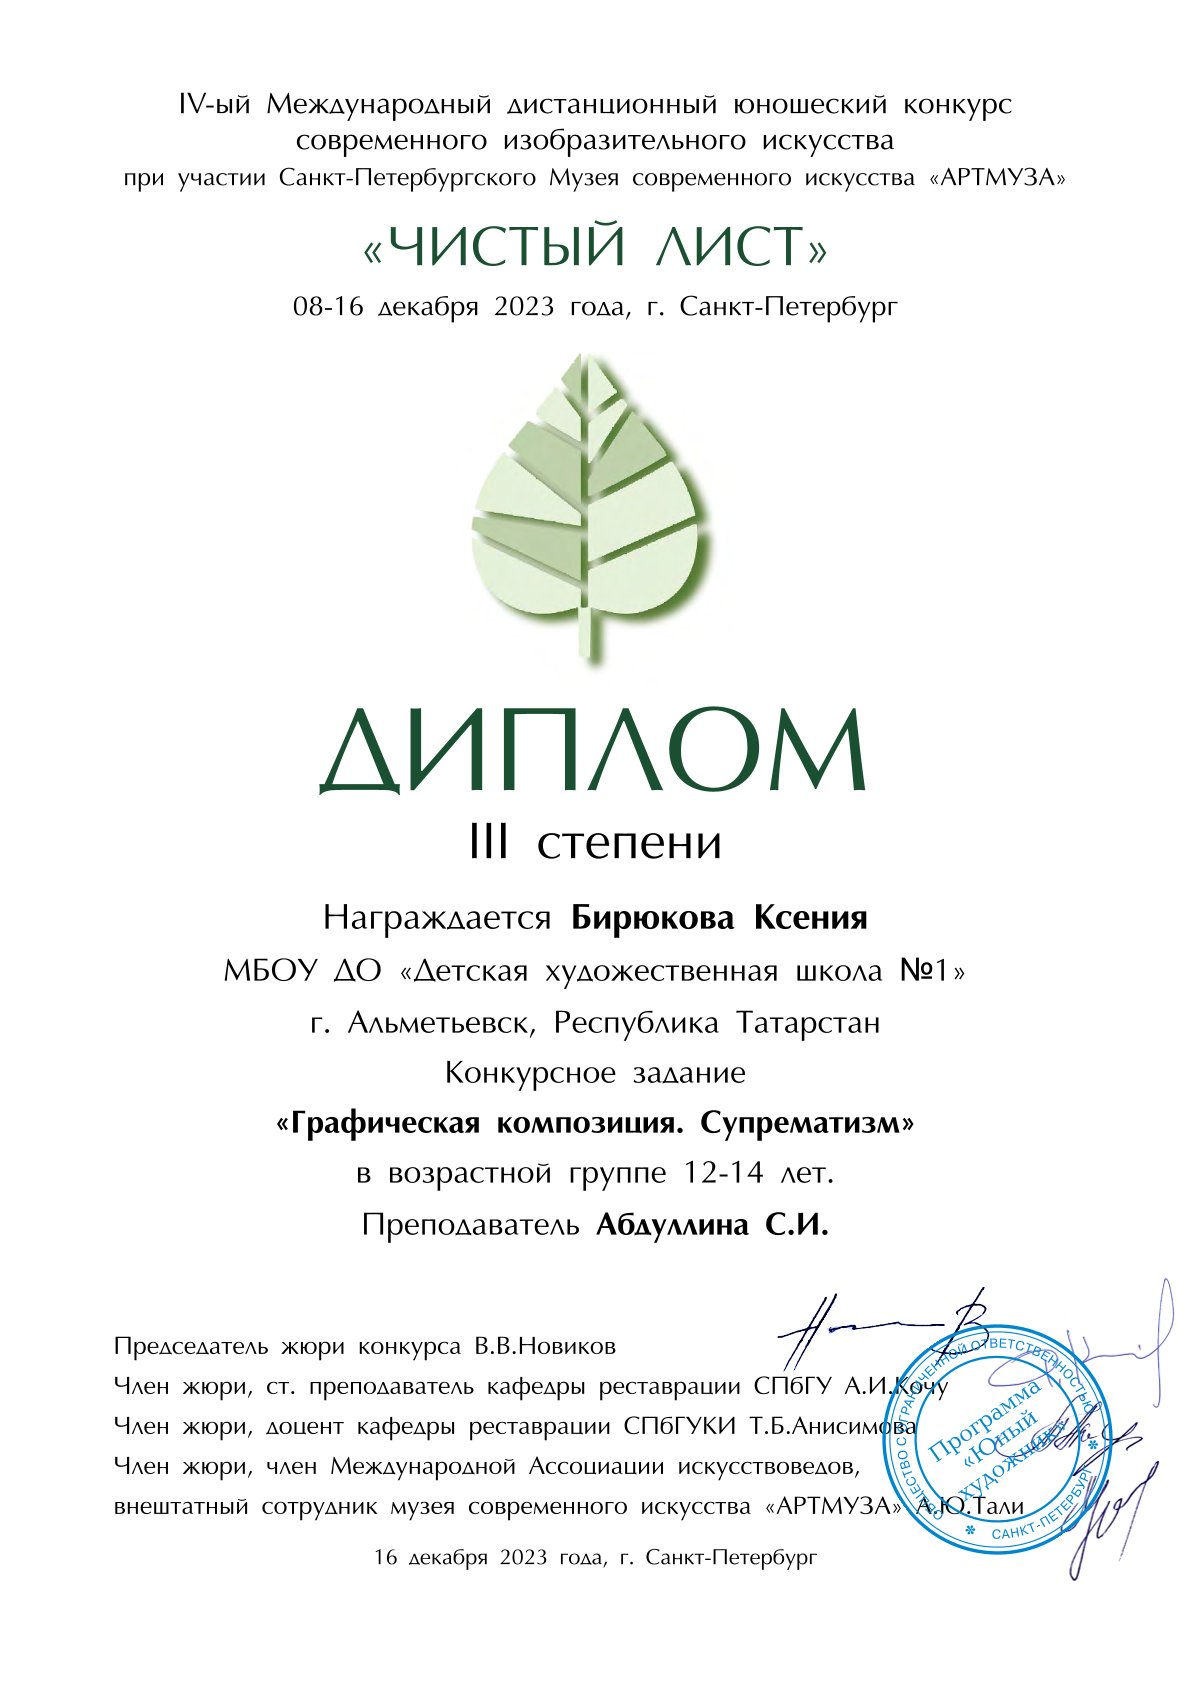 IV-ый Международный дистанционный юношеский конкурс
современного изобразительного искусства
при участии Санкт-Петербургского Музея современного искусства «АРТМУЗА»
«ЧИСТЫЙ ЛИСТ»
08-16 декабря 2023 года, г. Санкт-Петербург
ДИПЛОМ
III степени
Награждается Бирюкова Ксения
МБОУ ДО «Детская художественная школа №1»
г. Альметьевск, Республика Татарстан
Конкурсное задание
«Графическая композиция. Супрематизм»
в возрастной группе 12-14 лет.
Преподаватель Абдуллина С.И.
Председатель жюри конкурса В.В.Новиков
Член жюри, ст. преподаватель кафедры реставрации СПбГУ А.И.Кочу
Член жюри, доцент кафедры реставрации СПбГУКИ Т.Б.Анисимова
Член жюри, член Международной Ассоциации искусствоведов,
внештатный сотрудник музея современного искусства «АРТМУЗА» А.Ю.Тали
ОБЩЕСТВО С ОГРАНИЧЕННОЙ ОТВЕТСТВЕННОСТЬЮ
Программа
«Юный
художник»
САНКТ-ПЕТЕРБУРГ
16 декабря 2023 года, г. Санкт-Петербург